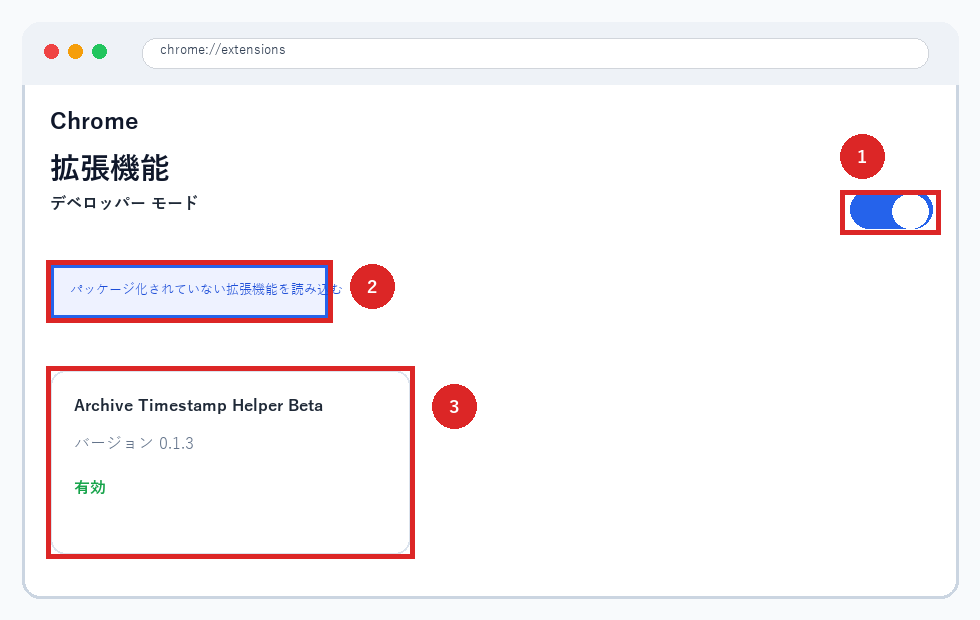 chrome://extensions
Chrome
拡張機能
デベロッパー モード
1
パッケージ化されていない拡張機能を読み込む
2
Archive Timestamp Helper Beta
バージョン 0.1.3
有効
3